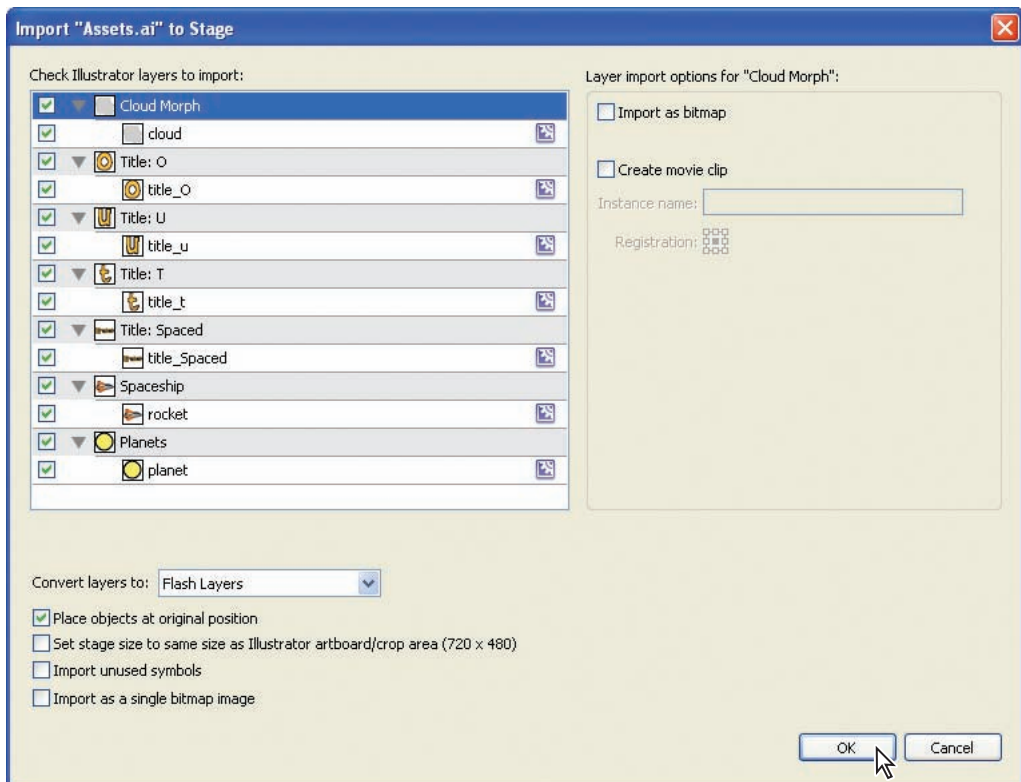 Import "Assets.ai" to Stage
Check Illustrator layers to import:
Cloud Morph
cloud
Title: O
title_O
Title: U
title_u
Title: T
title_t
Title: Spaced
title_Spaced
Spaceship
rocket
Planets
planet
Layer import options for "Cloud Morph":
Import as bitmap
Create movie clip
Instance name:
Registration:
Convert layers to: Flash Layers
Place objects at original position
Set stage size to same size as Illustrator artboard/crop area (720 x 480)
Import unused symbols
Import as a single bitmap image
OK
Cancel